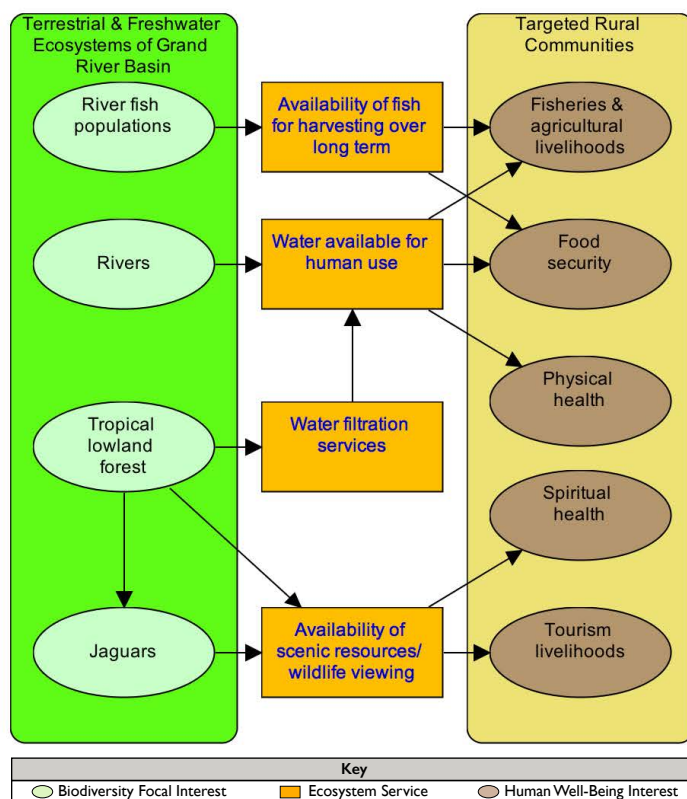 Terrestrial & Freshwater
Ecosystems of Grand
River Basin
Targeted Rural
Communities
River fish
populations
Availability of fish
for harvesting over
long term
Fisheries &
agricultural
livelihoods
Rivers
Water available for
human use
Food
security
Physical
health
Tropical
lowland
forest
Water filtration
services
Spiritual
health
Jaguars
Availability of
scenic resources/
wildlife viewing
Tourism
livelihoods
Key
Biodiversity Focal Interest
Ecosystem Service
Human Well-Being Interest